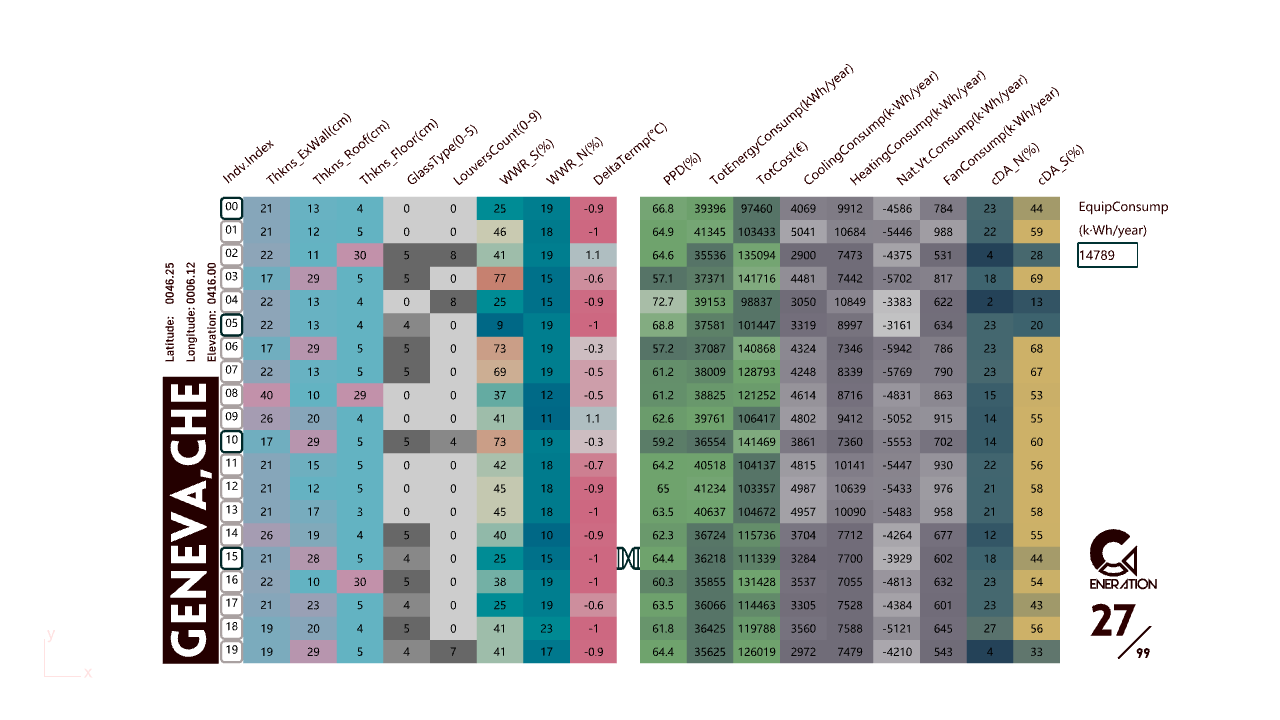 Indv.Index Thkns_ExWall(cm) Thkns_Roof(cm) Thkns_Floor(cm) GlassType(0-5) LouversCount(0-9) WWR_S(%) WWR_N(%) DeltaTermp(°C) PPD(%) TotEnergyConsump(kWh/year) TotCost(€) CoolingConsump(k·Wh/year) HeatingConsump(k·Wh/year) Nat.Vt.Consump(k·Wh/year) FanConsump(k·Wh/year) cDA_N(%) cDA_S(%)
00 21 13 4 0 0 25 19 -0.9 66.8 39396 97460 4069 9912 -4586 784 23 44
01 21 12 5 0 0 46 18 -1 64.9 41345 103433 5041 10684 -5446 988 22 59
02 22 11 30 5 8 41 19 1.1 64.6 35536 135094 2900 7473 -4375 531 4 28
03 17 29 5 5 0 77 15 -0.6 57.1 37371 141716 4481 7442 -5702 817 18 69
04 22 13 4 0 8 25 15 -0.9 72.7 39153 98837 3050 10849 -3383 622 2 13
05 22 13 4 4 0 9 19 -1 68.8 37581 101447 3319 8997 -3161 634 23 20
06 17 29 5 5 0 73 19 -0.3 57.2 37087 140868 4324 7346 -5942 786 23 68
07 22 13 5 5 0 69 19 -0.5 61.2 38009 128793 4248 8339 -5769 790 23 67
08 40 10 29 0 0 37 12 -0.5 61.2 38825 121252 4614 8716 -4831 863 15 53
09 26 20 4 0 0 41 11 1.1 62.6 39761 106417 4802 9412 -5052 915 14 55
10 17 29 5 5 4 73 19 -0.3 59.2 36554 141469 3861 7360 -5553 702 14 60
11 21 15 5 0 0 42 18 -0.7 64.2 40518 104137 4815 10141 -5447 930 22 56
12 21 12 5 0 0 45 18 -0.9 65 41234 103357 4987 10639 -5433 976 21 58
13 21 17 3 0 0 45 18 -1 63.5 40637 104672 4957 10090 -5483 958 21 58
14 26 19 4 5 0 40 10 -0.9 62.3 36724 115736 3704 7712 -4264 677 12 55
15 21 28 5 4 0 25 15 -1 64.4 36218 111339 3284 7700 -3929 552 18 44
16 22 10 30 5 0 38 19 -1 60.3 35855 131428 3537 7055 -4813 632 23 54
17 21 23 5 4 0 25 19 -0.6 63.5 36066 114463 3305 7528 -4384 601 23 43
18 19 20 4 5 0 41 23 -1 61.8 36425 119788 3560 7588 -5121 645 27 56
19 19 29 5 4 7 41 17 -0.9 64.4 35625 126019 2972 7479 -4210 543 4 33
EquipConsump
(k·Wh/year)
14789
Latitude: 0046.25
Longitude: 0006.12
Elevation: 0416.00
GENEVA,CHE
ENERATION
27/99
y
x